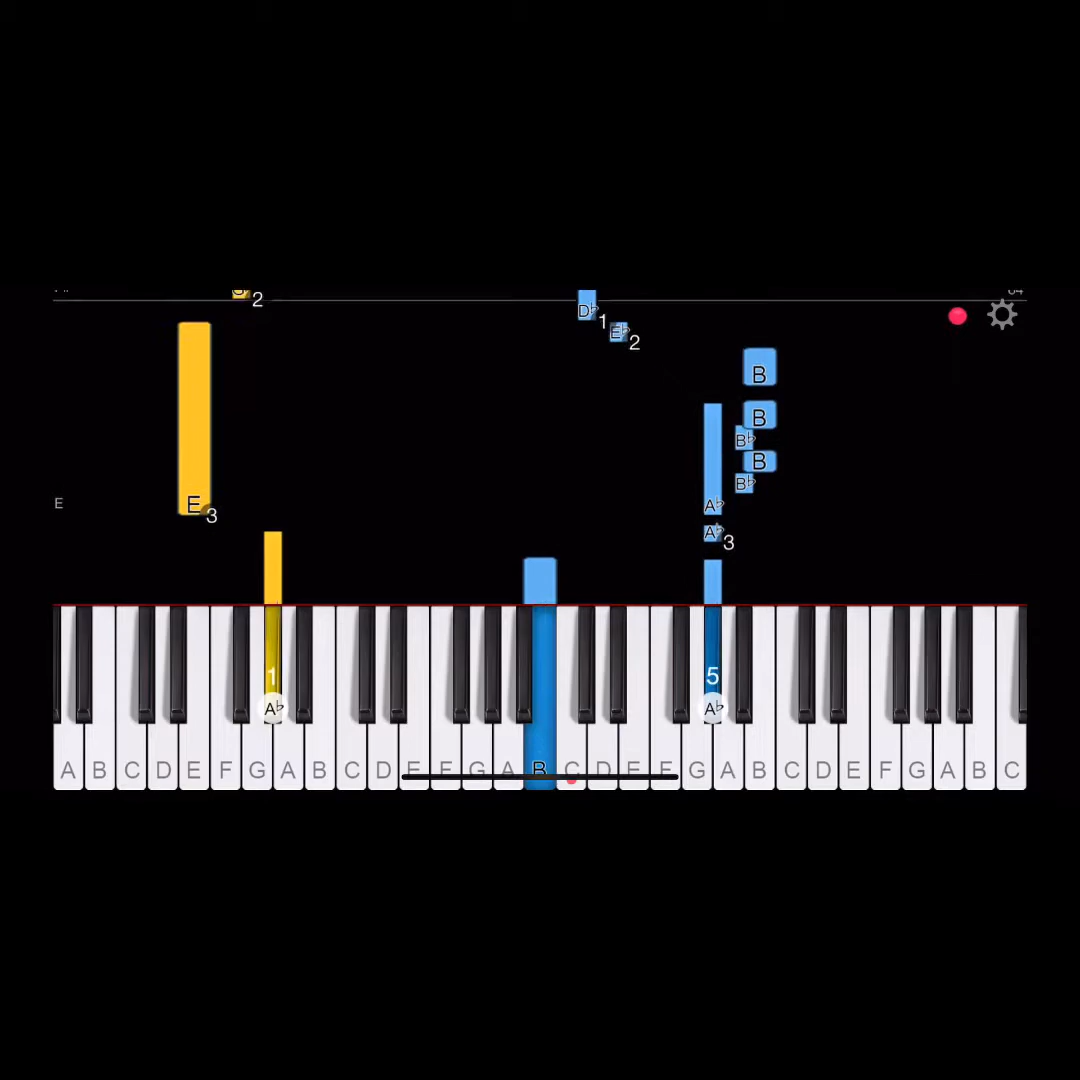 2
D♭ 1
E♭ 2
B
B
B♭
B
B♭
E
E 3
A♭
A♭ 3
1 5
A♭ A♭
A B C D E F G A B C D E F G A B C D E F G A B C D E F G A B C